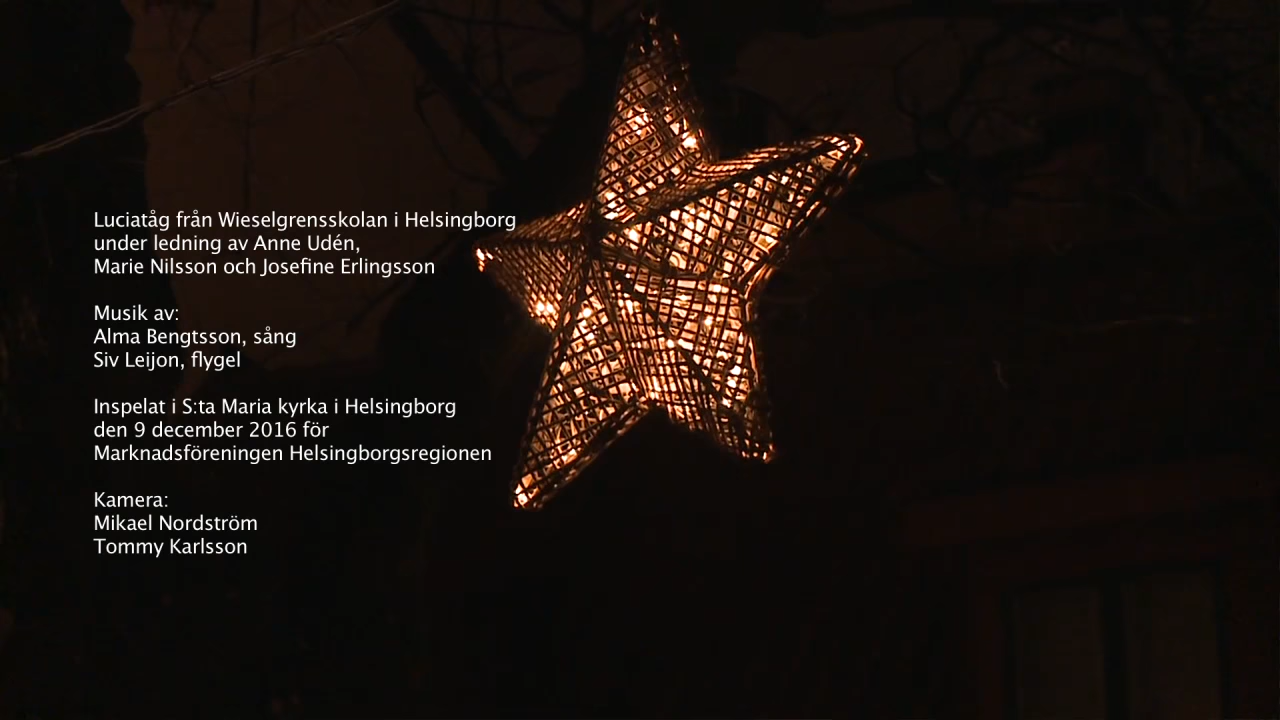 Luciatåg från Wieselgrensskolan i Helsingborg
under ledning av Anne Udén,
Marie Nilsson och Josefine Erlingsson
Musik av:
Alma Bengtsson, sång
Siv Leijon, flygel
Inspelat i S:ta Maria kyrka i Helsingborg
den 9 december 2016 för
Marknadsföreningen Helsingborgsregionen
Kamera:
Mikael Nordström
Tommy Karlsson